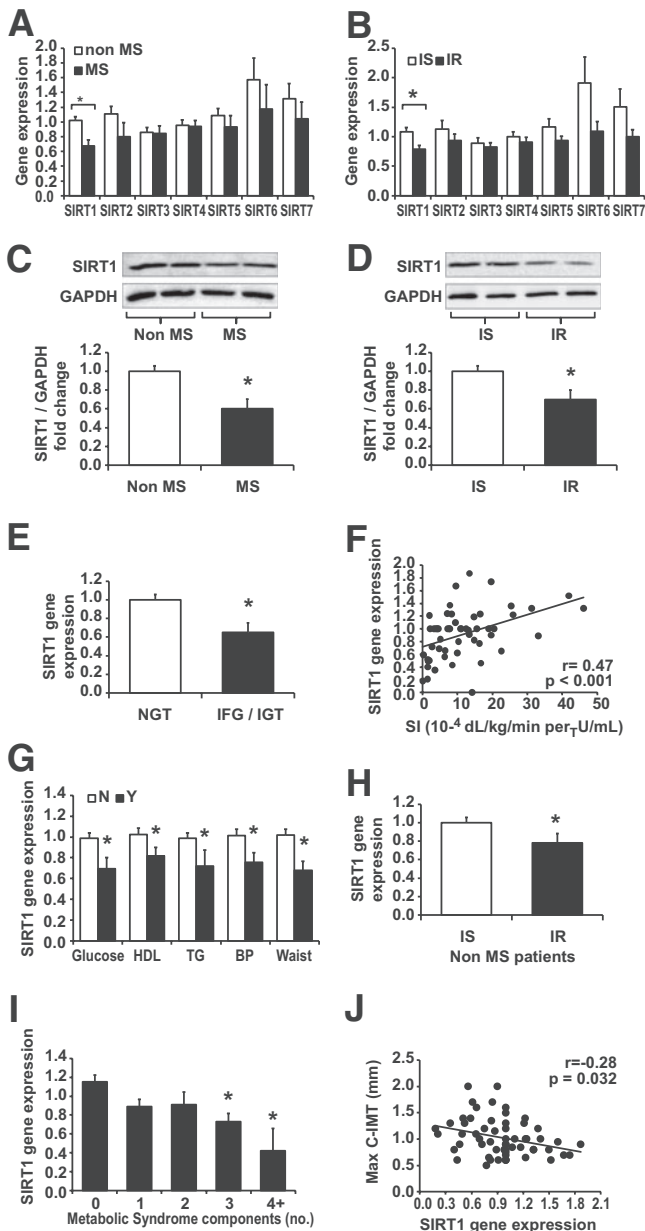 A
Gene expression
2.0
1.8
1.6
1.4
1.2
1.0
0.8
0.6
0.4
0.2
0.0
non MS
MS
*
SIRT1 SIRT2 SIRT3 SIRT4 SIRT5 SIRT6 SIRT7
B
Gene expression
2.5
2.0
1.5
1.0
0.5
0.0
IS IR
*
SIRT1 SIRT2 SIRT3 SIRT4 SIRT5 SIRT6 SIRT7
C
SIRT1
GAPDH
Non MS MS
SIRT1 / GAPDH
fold change
1.2
1.0
0.8
0.6
0.4
0.2
0.0
*
Non MS MS
D
SIRT1
GAPDH
IS IR
SIRT1 / GAPDH
fold change
1.2
1.0
0.8
0.6
0.4
0.2
0.0
*
IS IR
E
SIRT1 gene
expression
1.2
1.0
0.8
0.6
0.4
0.2
0.0
*
NGT IFG / IGT
F
SIRT1 gene expression
2.0
1.8
1.6
1.4
1.2
1.0
0.8
0.6
0.4
0.2
0.0
r= 0.47
p < 0.001
0 10 20 30 40 50
SI (10-4 dL/kg/min perTU/mL)
G
SIRT1 gene expression
1.4
1.2
1.0
0.8
0.6
0.4
0.2
0.0
N Y
* * * * *
Glucose HDL TG BP Waist
H
SIRT1 gene
expression
1.2
1.0
0.8
0.6
0.4
0.2
0.0
*
IS IR
Non MS patients
I
SIRT1 gene expression
1.4
1.2
1.0
0.8
0.6
0.4
0.2
0.0
*
*
0 1 2 3 4+
Metabolic Syndrome components (no.)
J
Max C-IMT (mm)
2.5
2.0
1.5
1.0
0.5
0.0
r=-0.28
p = 0.032
0.0 0.3 0.6 0.9 1.2 1.5 1.8 2.1
SIRT1 gene expression